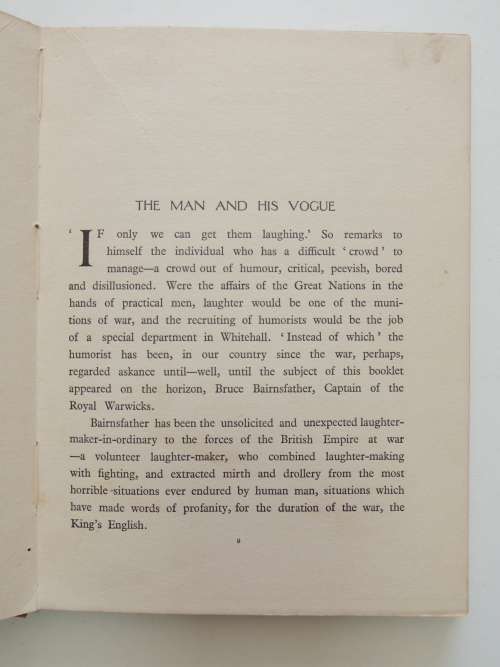 THE MAN AND HIS VOGUE
‘IF only we can get them laughing.’ So remarks to
himself the individual who has a difficult ‘crowd’ to
manage—a crowd out of humour, critical, peevish, bored
and disillusioned. Were the affairs of the Great Nations in the
hands of practical men, laughter would be one of the muni-
tions of war, and the recruiting of humorists would be the job
of a special department in Whitehall. ‘Instead of which’ the
humorist has been, in our country since the war, perhaps,
regarded askance until—well, until the subject of this booklet
appeared on the horizon, Bruce Bairnsfather, Captain of the
Royal Warwicks.
Bairnsfather has been the unsolicited and unexpected laughter-
maker-in-ordinary to the forces of the British Empire at war
—a volunteer laughter-maker, who combined laughter-making
with fighting, and extracted mirth and drollery from the most
horrible situations ever endured by human man, situations which
have made words of profanity, for the duration of the war, the
King's English.